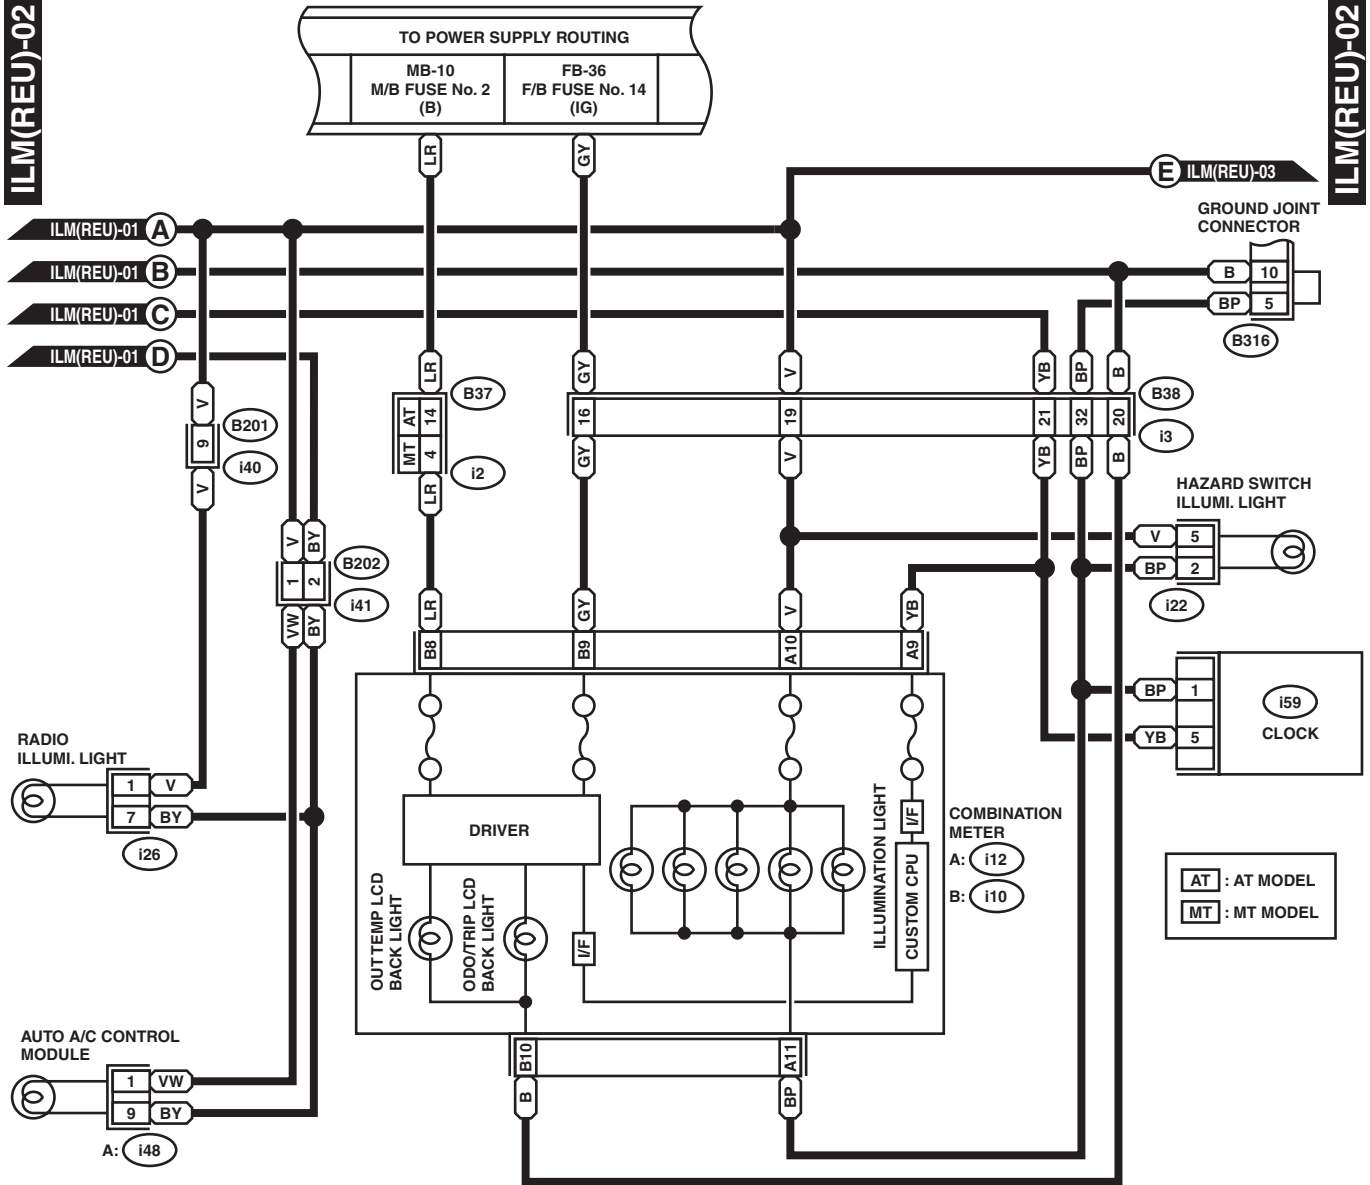 ILM(REU)-02
ILM(REU)-02
TO POWER SUPPLY ROUTING
MB-10
M/B FUSE No. 2
(B)
FB-36
F/B FUSE No. 14
(IG)
LR
GY
E
ILM(REU)-03
GROUND JOINT
CONNECTOR
B
10
BP
5
B316
ILM(REU)-01
A
ILM(REU)-01
B
ILM(REU)-01
C
ILM(REU)-01
D
V
9
V
B201
i40
LR
AT
14
MT
4
LR
B37
i2
GY
V
YB
BP
B
16
19
21
32
20
GY
V
YB
BP
B
B38
i3
HAZARD SWITCH
ILLUMI. LIGHT
V
5
BP
2
i22
V
BY
1
2
VW
BY
B202
i41
LR
GY
V
YB
B8
B9
A10
A9
BP
1
YB
5
i59
CLOCK
RADIO
ILLUMI. LIGHT
1
V
7
BY
i26
DRIVER
OUT TEMP LCD
BACK LIGHT
ODO/TRIP LCD
BACK LIGHT
I/F
ILLUMINATION LIGHT
I/F
CUSTOM CPU
COMBINATION
METER
A: i12
B: i10
AT : AT MODEL
MT : MT MODEL
B10
A11
B
BP
AUTO A/C CONTROL
MODULE
1
VW
9
BY
A: i48